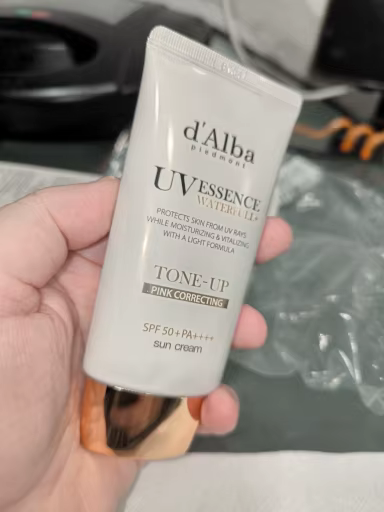 d'Alba
piedmont
UV ESSENCE
WATERFULL+
PROTECTS SKIN FROM UV RAYS
WHILE MOISTURIZING & VITALIZING
WITH A LIGHT FORMULA
TONE-UP
PINK CORRECTING
SPF 50+PA++++
sun cream